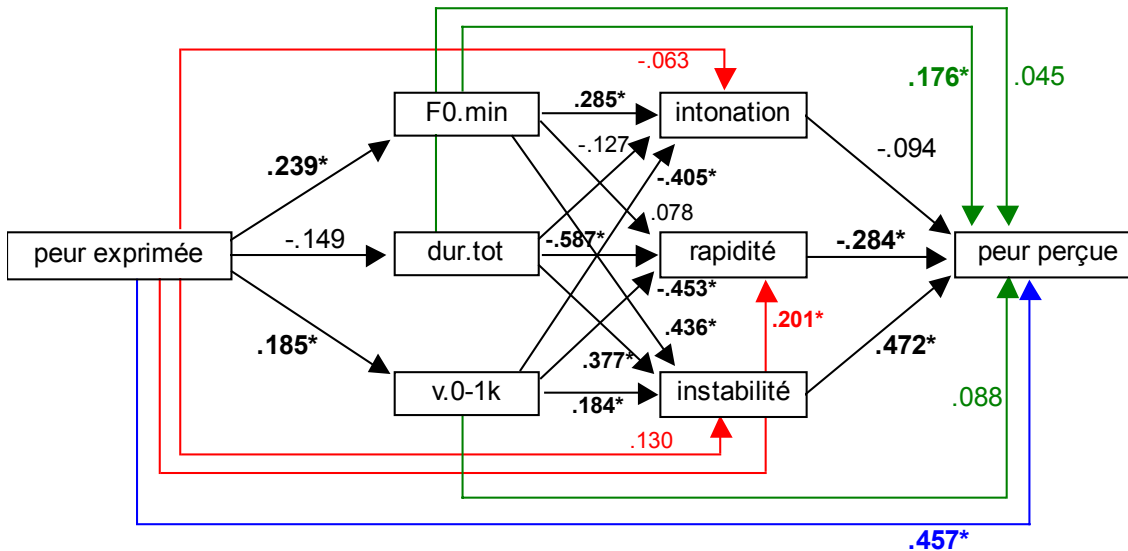 -.063
.176*
.045
F0.min
.285*
intonation
-.127
-.094
.239*
-.405*
.078
peur exprimée
-.149
dur.tot
-.587*
rapidité
-.284*
peur perçue
-.453*
.201*
.436*
.185*
.377*
.472*
v.0-1k
.184*
instabilité
.088
.130
.457*